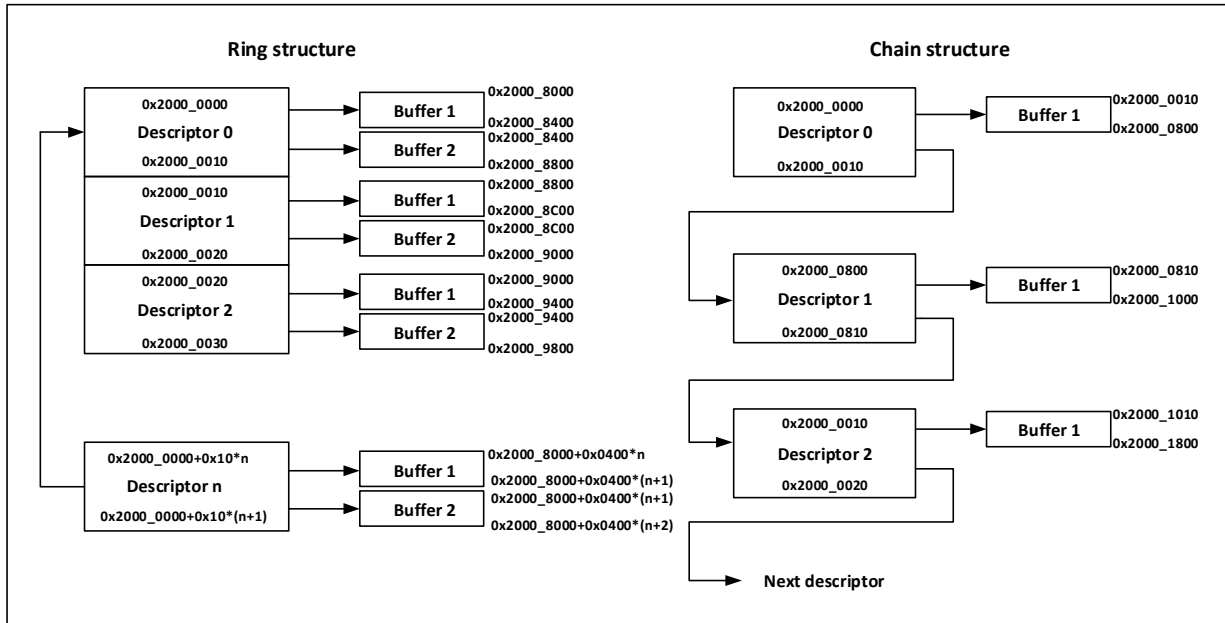 Ring structure
0x2000_0000
Descriptor 0
0x2000_0010
Buffer 1
0x2000_8000
0x2000_8400
Buffer 2
0x2000_8400
0x2000_8800
0x2000_0010
Descriptor 1
0x2000_0020
Buffer 1
0x2000_8800
0x2000_8C00
Buffer 2
0x2000_8C00
0x2000_9000
0x2000_0020
Descriptor 2
0x2000_0030
Buffer 1
0x2000_9000
0x2000_9400
Buffer 2
0x2000_9400
0x2000_9800
0x2000_0000+0x10*n
Descriptor n
0x2000_0000+0x10*(n+1)
Buffer 1
0x2000_8000+0x0400*n
0x2000_8000+0x0400*(n+1)
Buffer 2
0x2000_8000+0x0400*(n+1)
0x2000_8000+0x0400*(n+2)
Chain structure
0x2000_0000
Descriptor 0
0x2000_0010
Buffer 1
0x2000_0010
0x2000_0800
0x2000_0800
Descriptor 1
0x2000_0810
Buffer 1
0x2000_0810
0x2000_1000
0x2000_0010
Descriptor 2
0x2000_0020
Buffer 1
0x2000_1010
0x2000_1800
Next descriptor